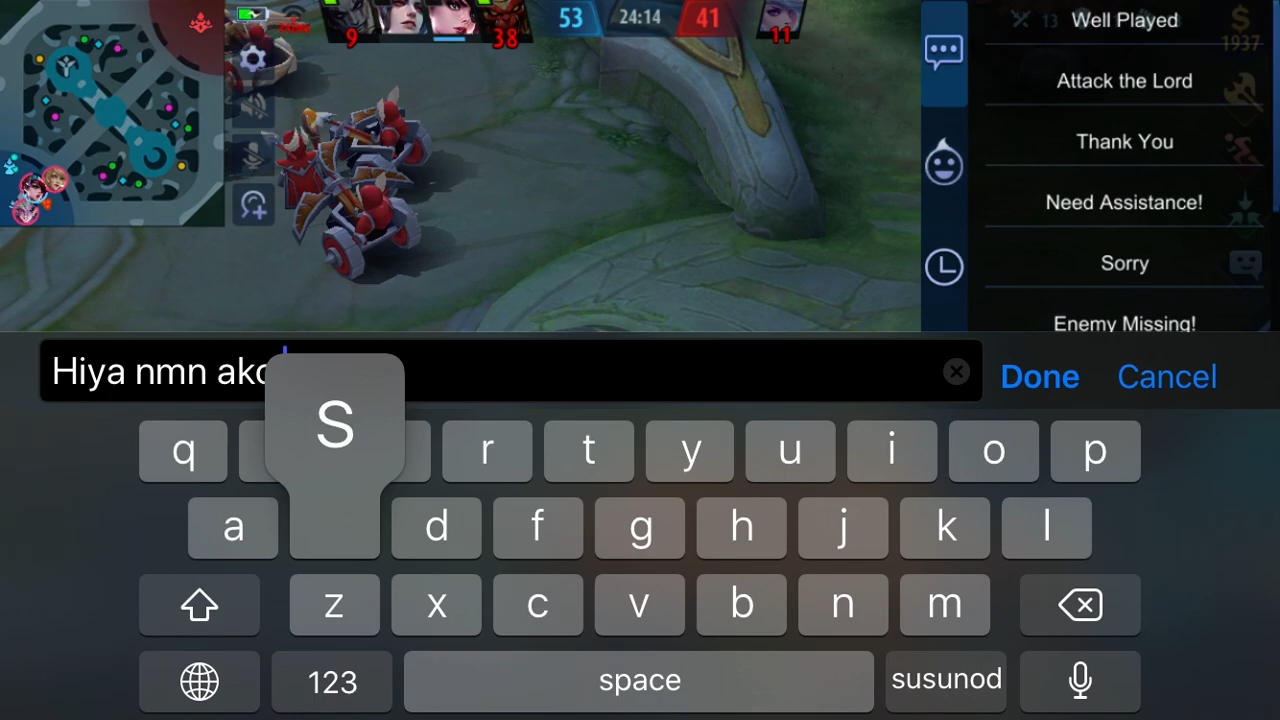 53 24:14 41
9 38 11
13
1937
Well Played
Attack the Lord
Thank You
Need Assistance!
Sorry
Enemy Missing!
Hiya nmn ako
Done Cancel
S
q r t y u i o p
a d f g h j k l
z x c v b n m
123 space susunod